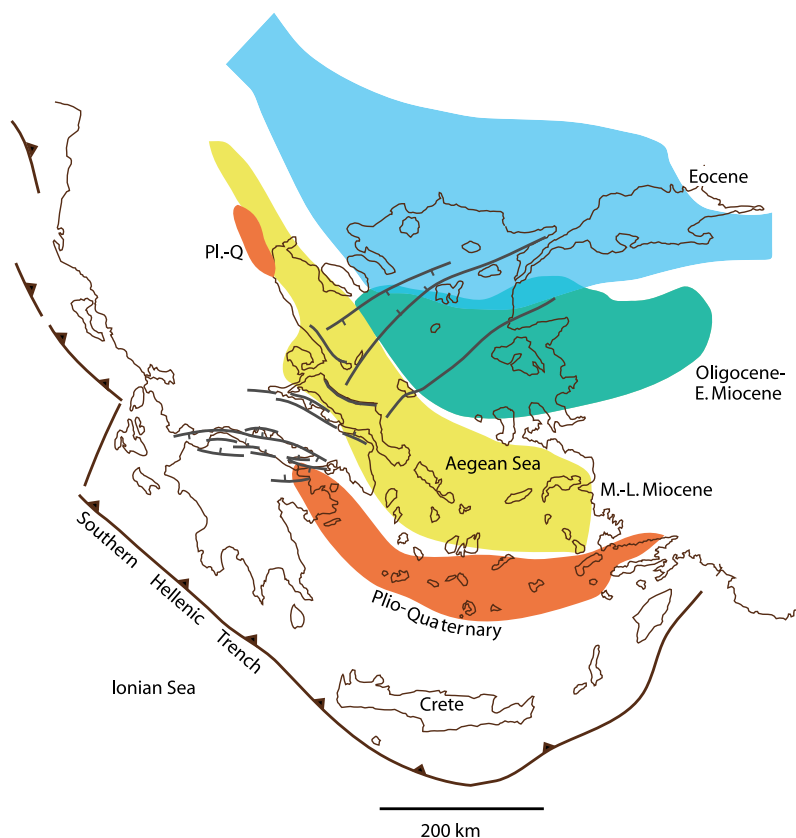 Eocene
Pl.-Q
Oligocene-
E. Miocene
Aegean Sea
M.-L. Miocene
Southern Hellenic Trench
Plio-Quaternary
Ionian Sea
Crete
200 km